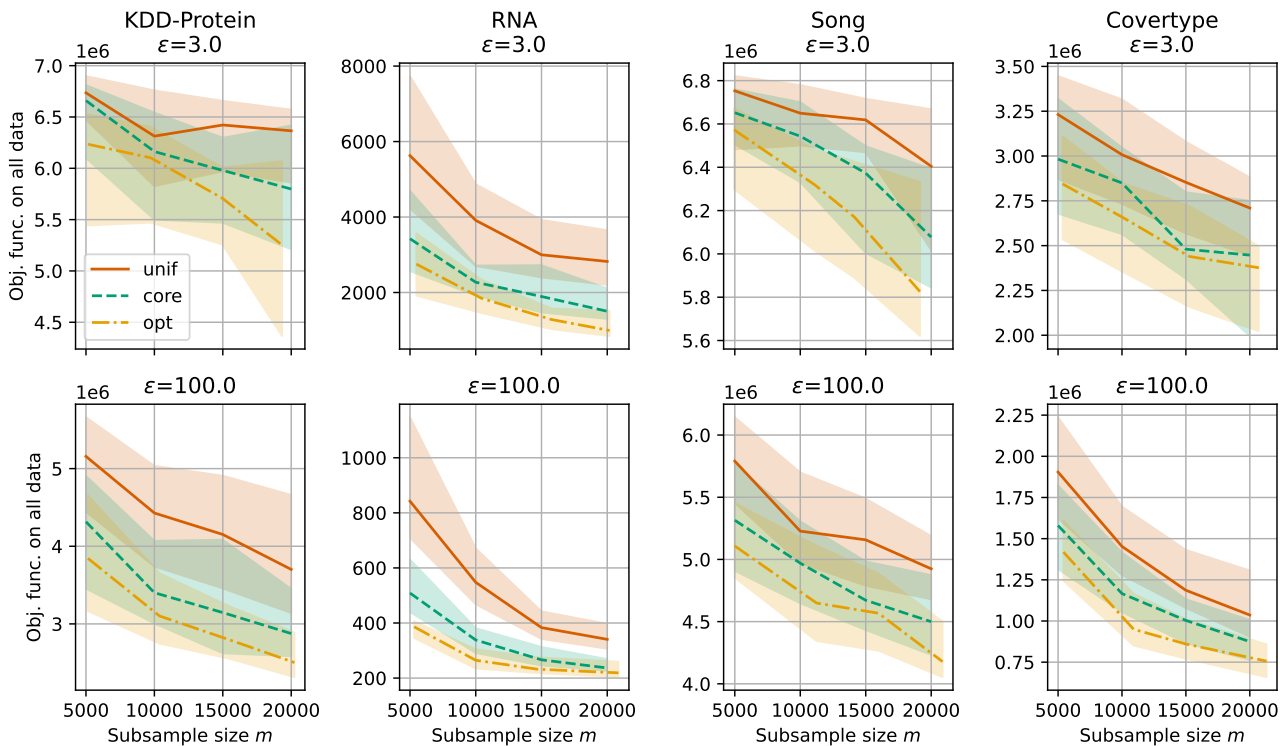 KDD-Protein
ε=3.0
RNA
ε=3.0
Song
ε=3.0
Covertype
ε=3.0
1e6
7.0
6.5
6.0
5.5
5.0
4.5
Obj. func. on all data
unif
core
opt
8000
6000
4000
2000
1e6
6.8
6.6
6.4
6.2
6.0
5.8
5.6
1e6
3.50
3.25
3.00
2.75
2.50
2.25
2.00
ε=100.0
1e6
5
4
3
Obj. func. on all data
5000 10000 15000 20000
Subsample size m
ε=100.0
1000
800
600
400
200
5000 10000 15000 20000
Subsample size m
ε=100.0
1e6
6.0
5.5
5.0
4.5
4.0
5000 10000 15000 20000
Subsample size m
ε=100.0
1e6
2.25
2.00
1.75
1.50
1.25
1.00
0.75
5000 10000 15000 20000
Subsample size m